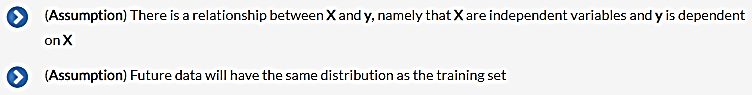 (Assumption) There is a relationship between X and y, namely that X are independent variables and y is dependent
on X
(Assumption) Future data will have the same distribution as the training set